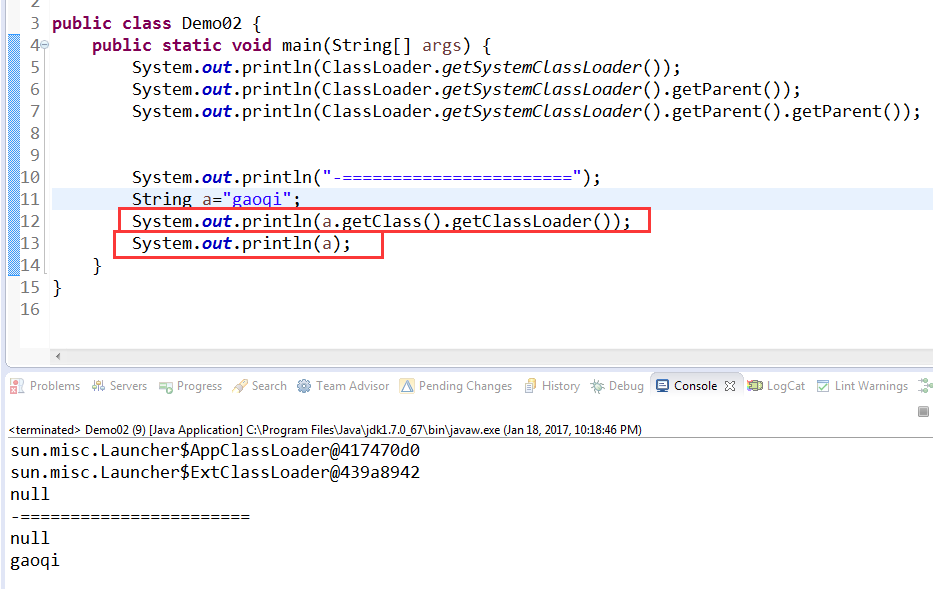 2
3 public class Demo02 {
4 public static void main(String[] args) {
5 System.out.println(ClassLoader.getSystemClassLoader());
6 System.out.println(ClassLoader.getSystemClassLoader().getParent());
7 System.out.println(ClassLoader.getSystemClassLoader().getParent().getParent());
8
9
10 System.out.println("-=======================");
11 String a="gaoqi";
12 System.out.println(a.getClass().getClassLoader());
13 System.out.println(a);
14 }
15 }
16
Problems Servers Progress Search Team Advisor Pending Changes History Debug Console LogCat Lint Warnings
<terminated> Demo02 (9) [Java Application] C:\Program Files\Java\jdk1.7.0_67\bin\javaw.exe (Jan 18, 2017, 10:18:46 PM)
sun.misc.Launcher$AppClassLoader@417470d0
sun.misc.Launcher$ExtClassLoader@439a8942
null
-=======================
null
gaoqi